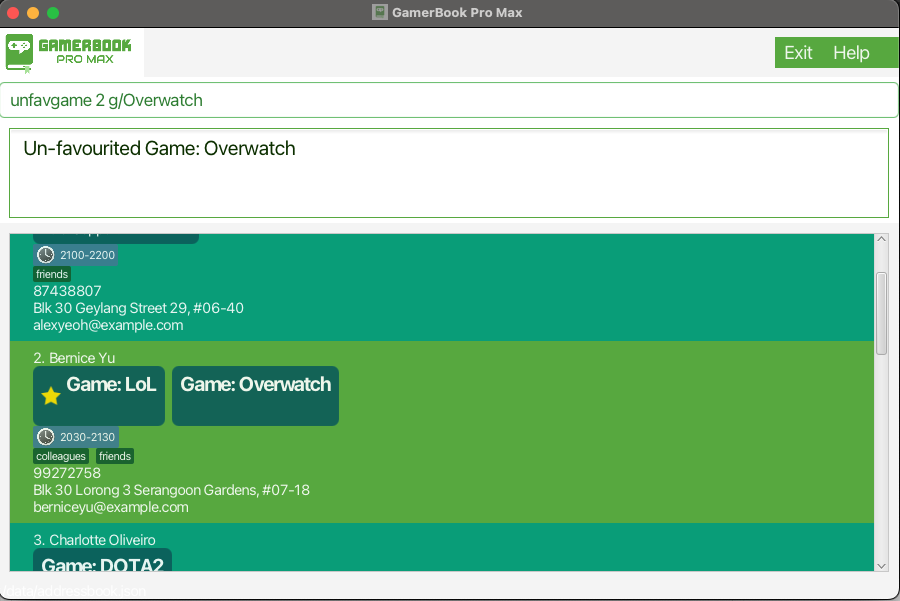 GamerBook Pro Max
GAMERBOOK
PRO MAX
Exit Help
unfavgame 2 g/Overwatch
Un-favourited Game: Overwatch
2100-2200
friends
87438807
Blk 30 Geylang Street 29, #06-40
alexyeoh@example.com
2. Bernice Yu
Game: LoL Game: Overwatch
2030-2130
colleagues friends
99272758
Blk 30 Lorong 3 Serangoon Gardens, #07-18
berniceyu@example.com
3. Charlotte Oliveiro
Game: DOTA2